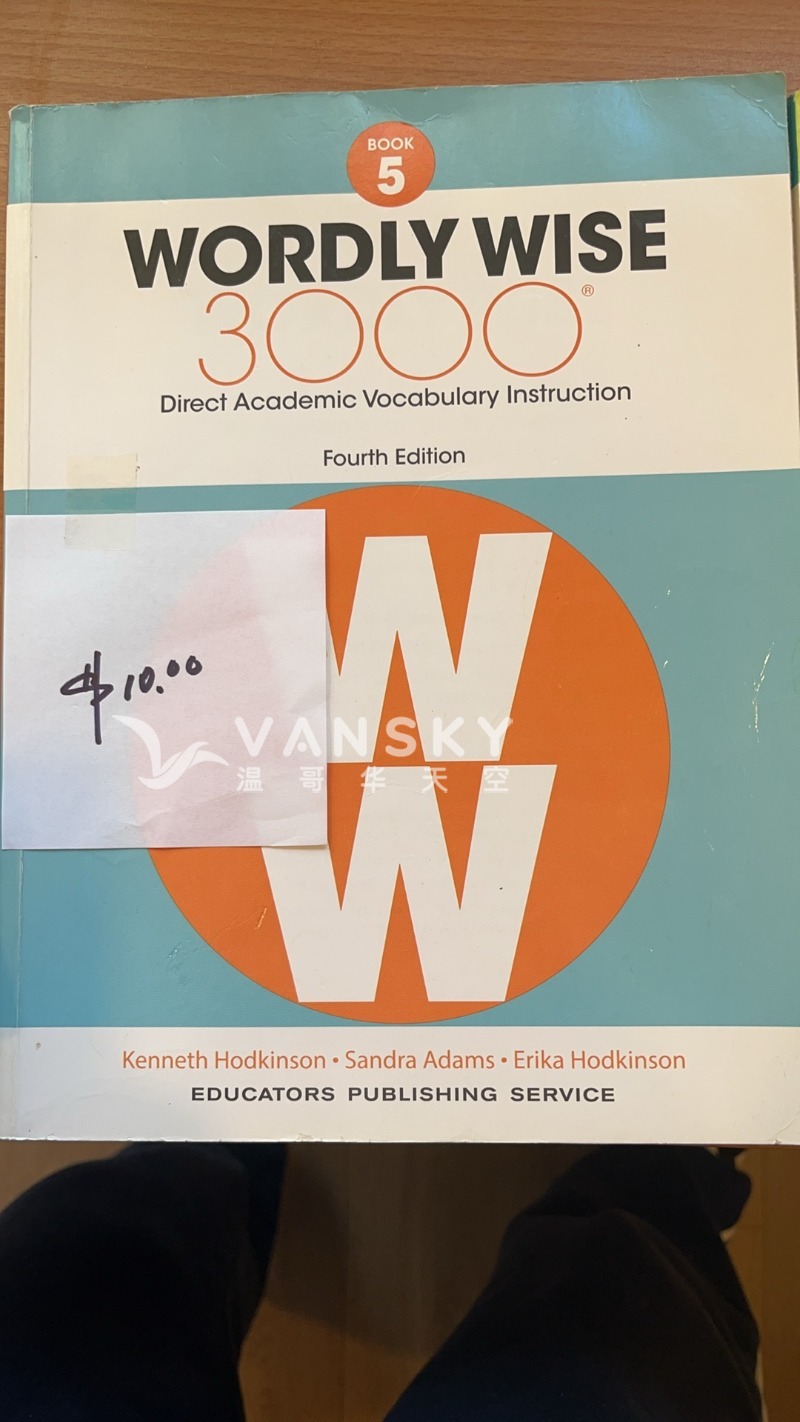 BOOK
5
WORDLY WISE
3000®
Direct Academic Vocabulary Instruction
Fourth Edition
W
$10.00
VANSKY
温哥华天空
W
Kenneth Hodkinson • Sandra Adams • Erika Hodkinson
EDUCATORS PUBLISHING SERVICE